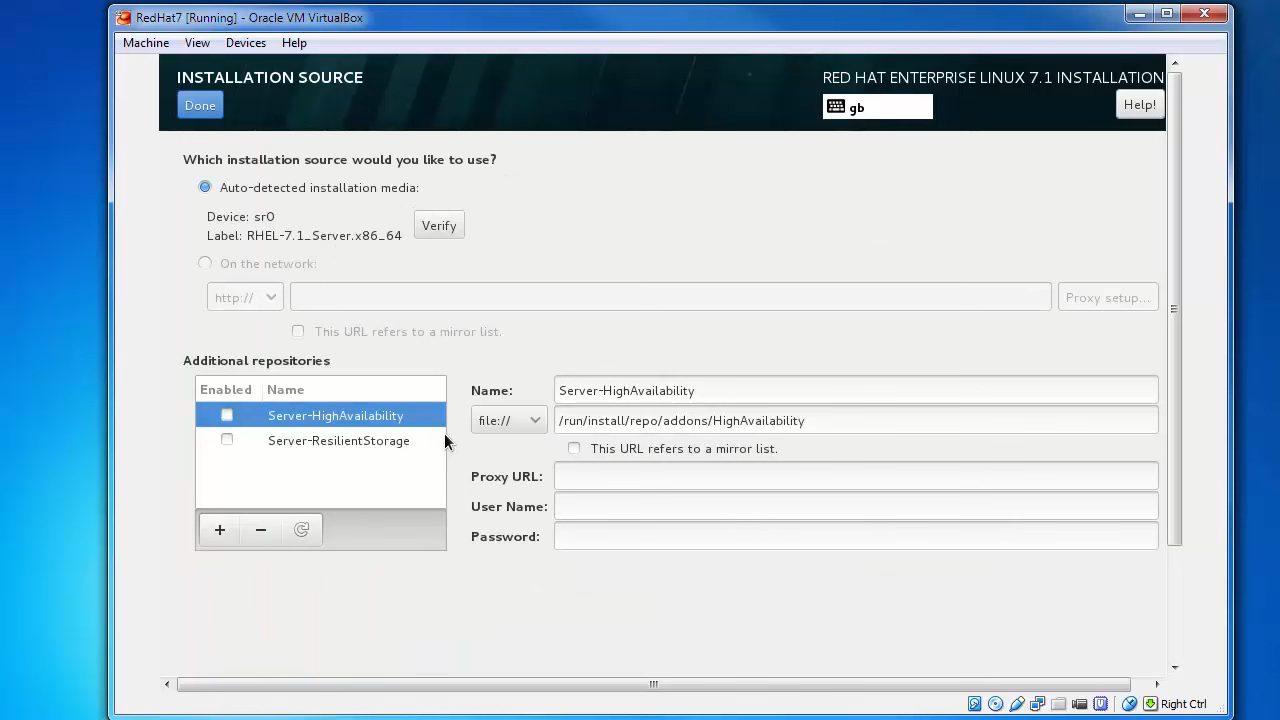 RedHat7 [Running] - Oracle VM VirtualBox
Machine View Devices Help
INSTALLATION SOURCE
RED HAT ENTERPRISE LINUX 7.1 INSTALLATION
Done
gb
Help!
Which installation source would you like to use?
Auto-detected installation media:
Device: sr0
Label: RHEL-7.1_Server.x86_64
Verify
On the network:
http://
Proxy setup...
This URL refers to a mirror list.
Additional repositories
Enabled Name
Server-HighAvailability
Server-ResilientStorage
Name: Server-HighAvailability
file:// /run/install/repo/addons/HighAvailability
This URL refers to a mirror list.
Proxy URL:
User Name:
Password:
Right Ctrl